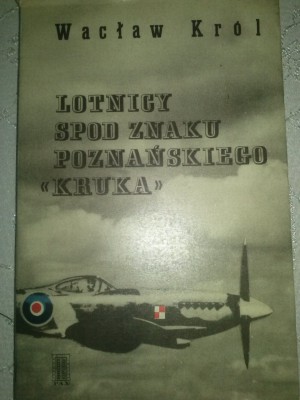 Wacław Król
LOTNICY
SPOD ZNAKU
POZNAŃSKIEGO
«KRUKA»